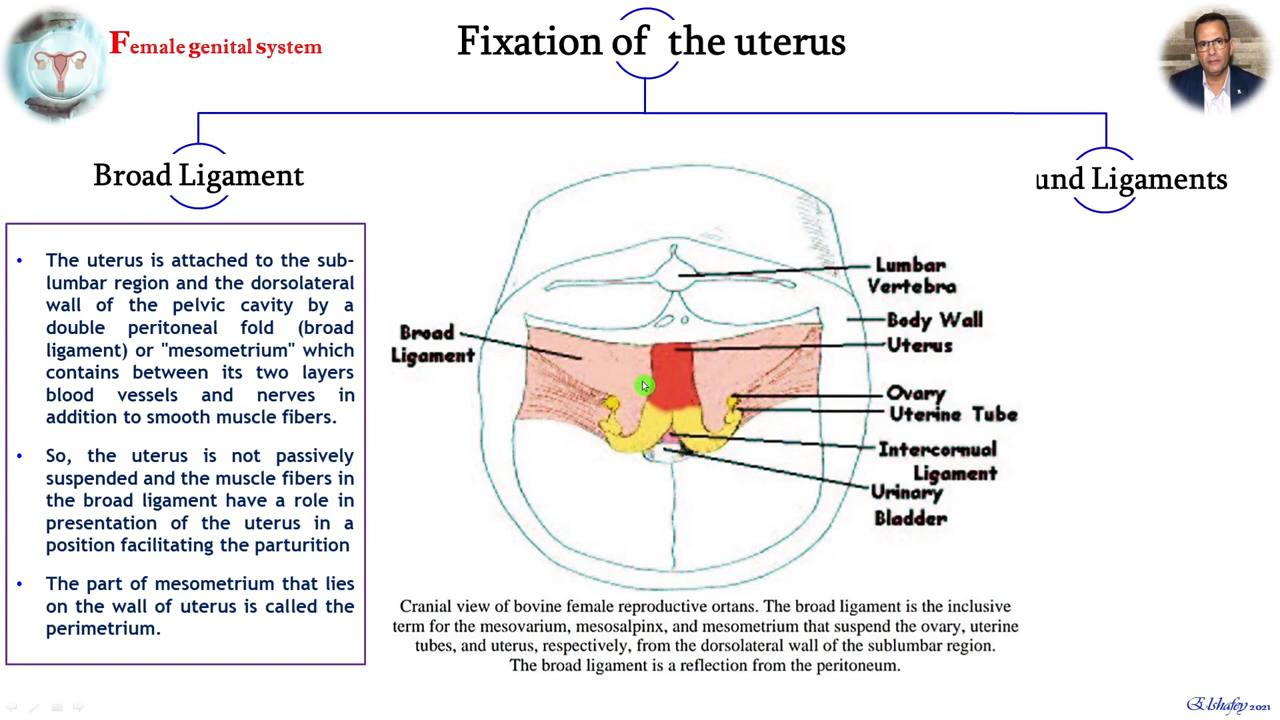 Female genital system
Fixation of the uterus
Broad Ligament
und Ligaments
• The uterus is attached to the sub-
lumbar region and the dorsolateral
wall of the pelvic cavity by a
double peritoneal fold (broad
ligament) or "mesometrium" which
contains between its two layers
blood vessels and nerves in
addition to smooth muscle fibers.
• So, the uterus is not passively
suspended and the muscle fibers in
the broad ligament have a role in
presentation of the uterus in a
position facilitating the parturition
• The part of mesometrium that lies
on the wall of uterus is called the
perimetrium.
Broad
Ligament
Lumbar
Vertebra
Body Wall
Uterus
Ovary
Uterine Tube
Intercornual
Ligament
Urinary
Bladder
Cranial view of bovine female reproductive ortans. The broad ligament is the inclusive
term for the mesovarium, mesosalpinx, and mesometrium that suspend the ovary, uterine
tubes, and uterus, respectively, from the dorsolateral wall of the sublumbar region.
The broad ligament is a reflection from the peritoneum.
Elshafey 2021